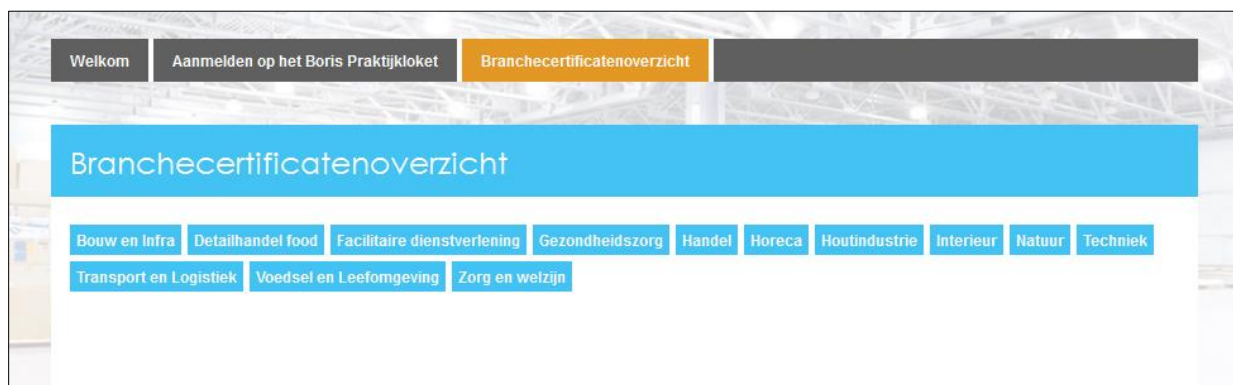 Welkom Aanmelden op het Boris Praktijkloket Branchecertificatenoverzicht
Branchecertificatenoverzicht
Bouw en Infra Detailhandel food Facilitaire dienstverlening Gezondheidszorg Handel Horeca Houtindustrie Interieur Natuur Techniek
Transport en Logistiek Voedsel en Leefomgeving Zorg en welzijn